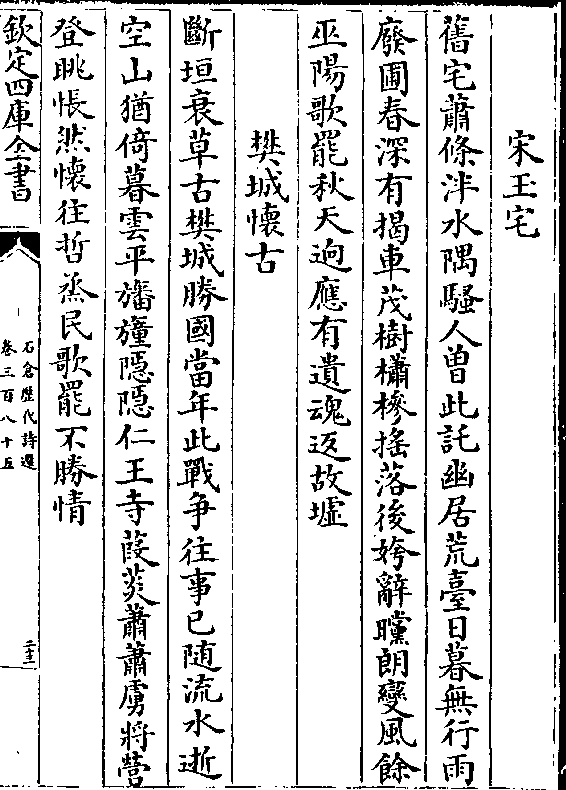 宋玉宅
舊宅蕭條泮水隅騷人曾此託幽居荒臺日暮無行雨
廢圃春深有揭車茂樹櫹槮搖落後姱辭曭朗變風餘
巫陽歌罷秋天逈應有遺魂返故墟
樊城懷古
斷垣衰草古樊城勝國當年此戰爭往事已隨流水逝
空山猶倚暮雲平旛旌隱隱仁王寺葭菼蕭蕭虜將營
登眺悵然懷往哲烝民歌罷不勝情
欽定四庫全書
石倉歷代詩選
卷三百八十五
二十三